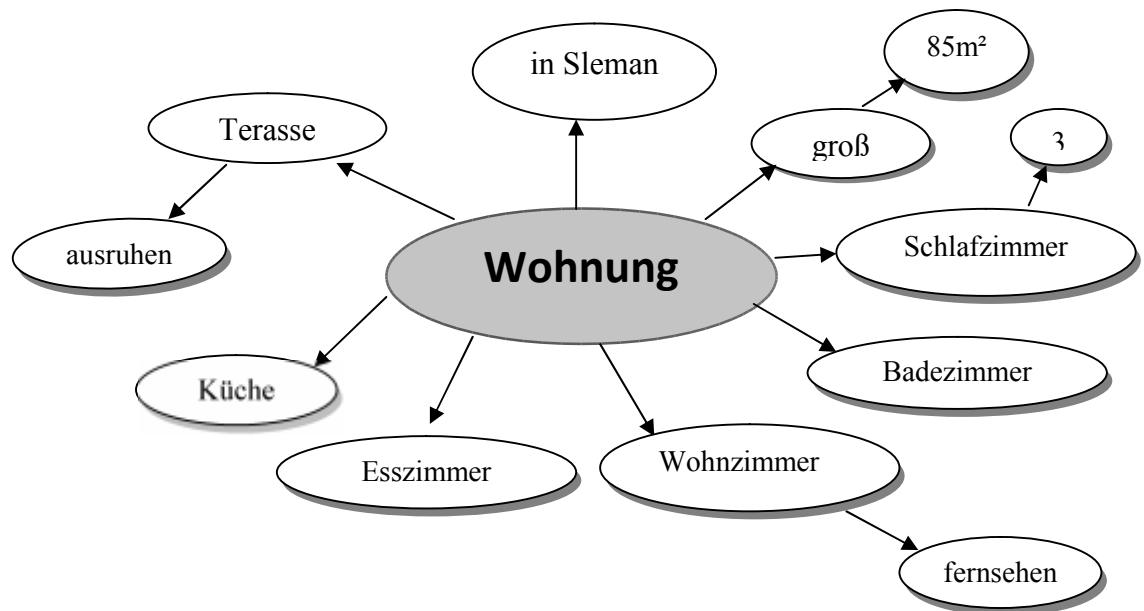 in Sleman
85m²
Terasse
groß
3
ausruhen
Wohnung
Schlafzimmer
Küche
Badezimmer
Esszimmer
Wohnzimmer
fernsehen